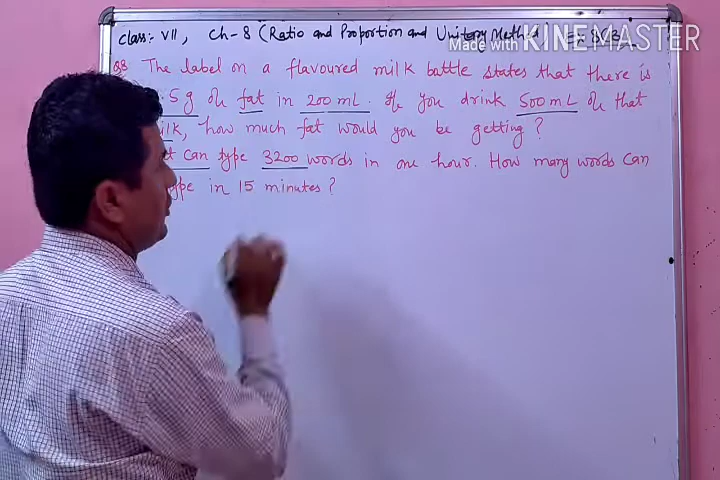 Class:- VII, Ch-8 (Ratio and Proportion and Unitary Method) Ex 8(B)
Made with KINEMASTER
Q8 The label on a flavoured milk bottle states that there is
5 g of fat in 200 mL. If you drink 500 mL of that
milk, how much fat would you be getting?
can type 3200 words in one hour. How many words can
type in 15 minutes?